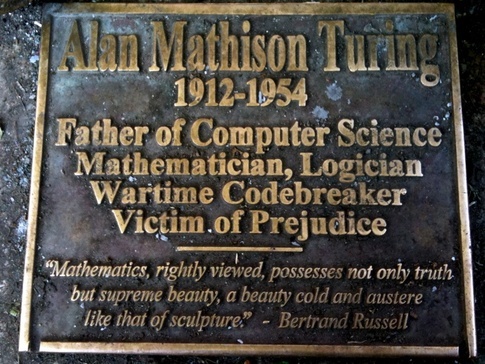 Alan Mathison Turing
1912-1954
Father of Computer Science
Mathematician, Logician
Wartime Codebreaker
Victim of Prejudice
“Mathematics, rightly viewed, possesses not only truth
but supreme beauty, a beauty cold and austere
like that of sculpture.” - Bertrand Russell